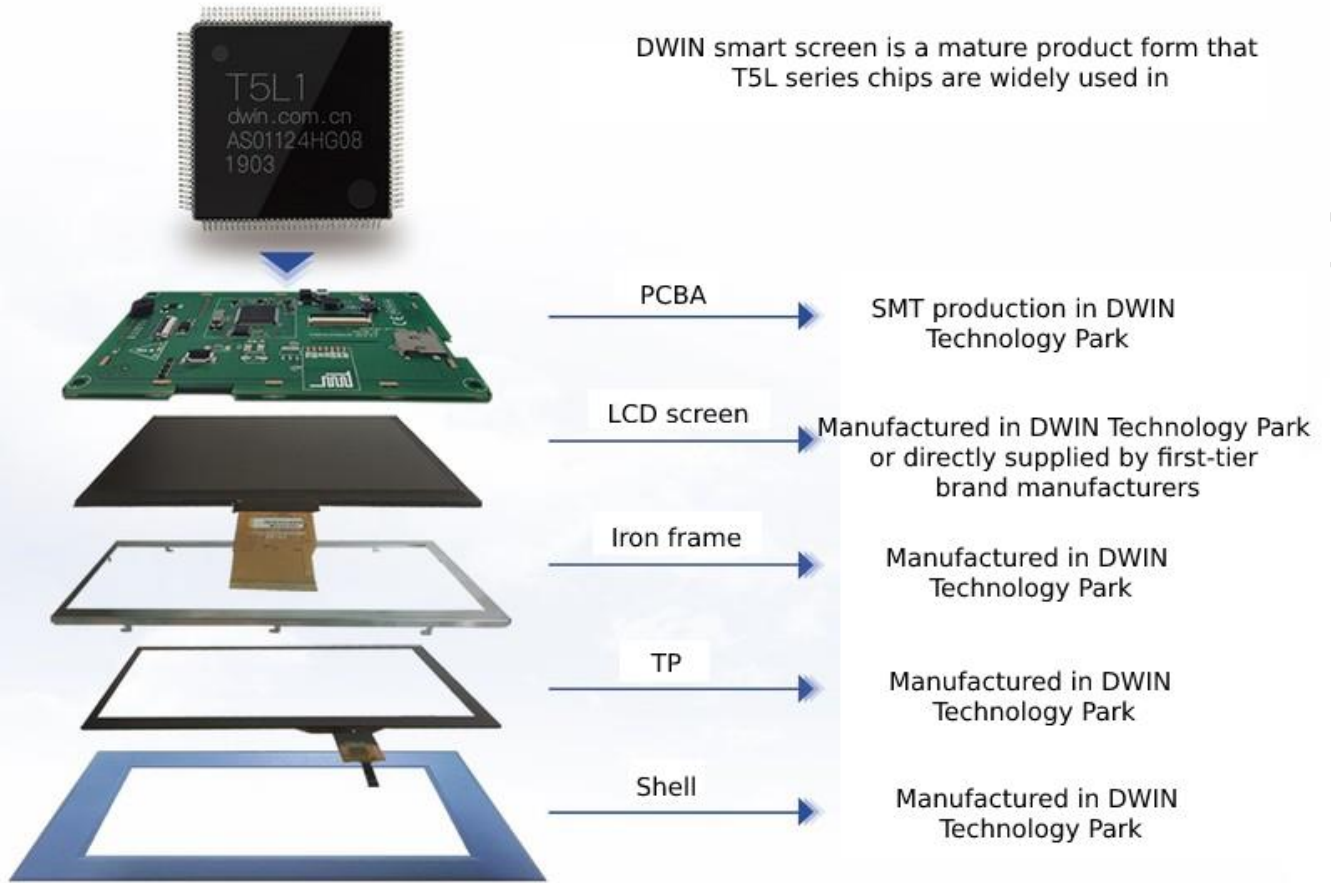 DWIN smart screen is a mature product form that
T5L series chips are widely used in
T5L1
dwin.com.cn
AS01124HG08
1903
PCBA
SMT production in DWIN
Technology Park
LCD screen
Manufactured in DWIN Technology Park
or directly supplied by first-tier
brand manufacturers
Iron frame
Manufactured in DWIN
Technology Park
TP
Manufactured in DWIN
Technology Park
Shell
Manufactured in DWIN
Technology Park